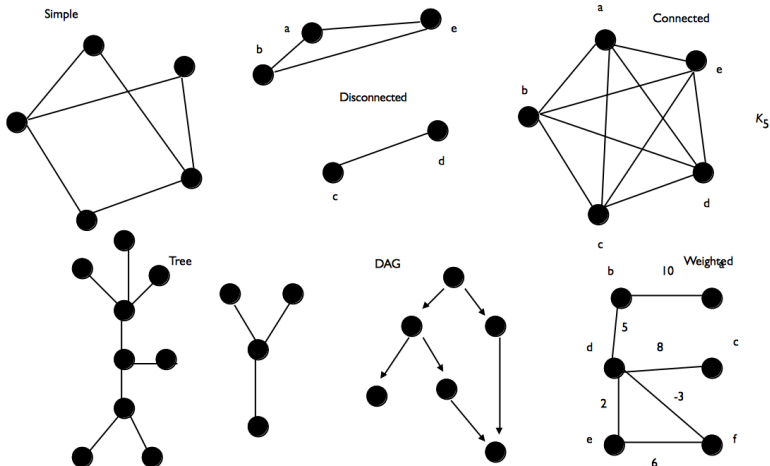 Simple
a
e
b
Disconnected
d
c
a
Connected
e
b
K5
d
c
Tree
DAG
Weighted
b
10
5
d
8
c
-3
2
e
f
6